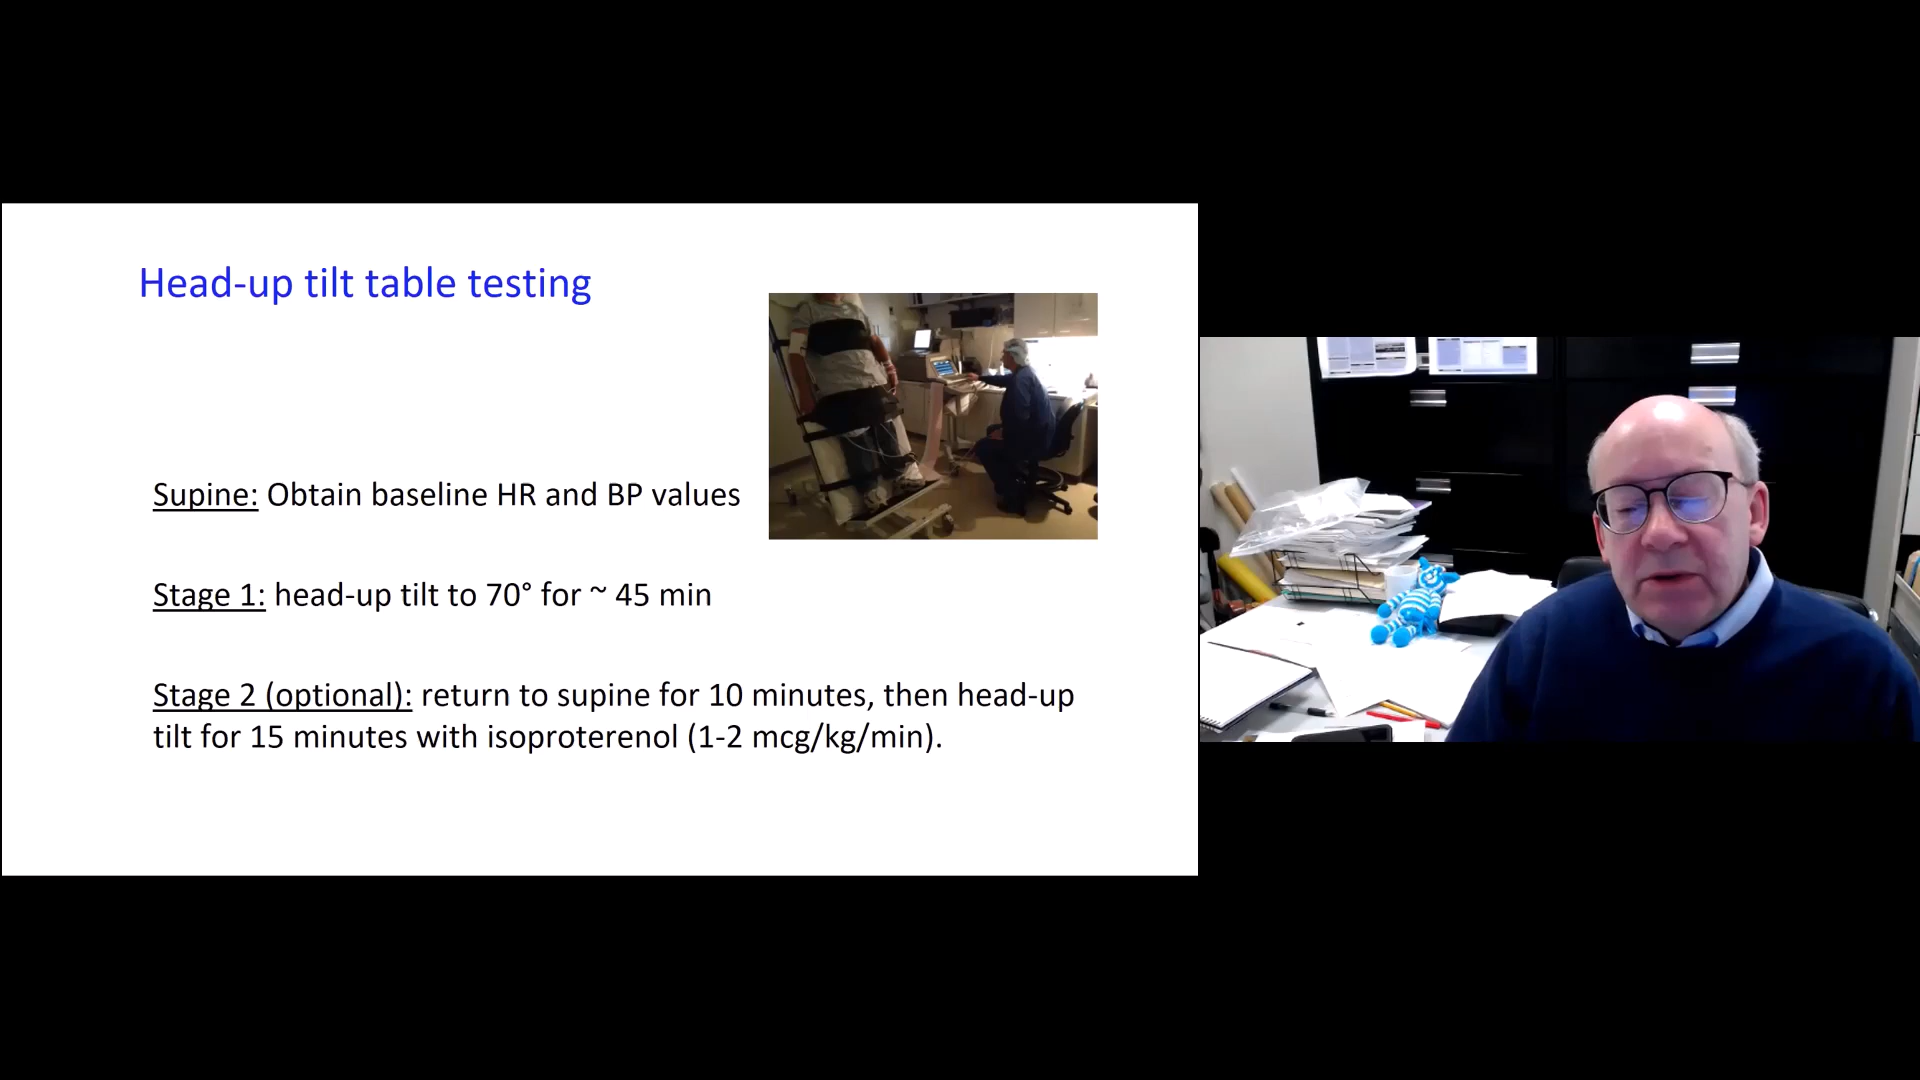 Head-up tilt table testing
Supine: Obtain baseline HR and BP values
Stage 1: head-up tilt to 70° for ~ 45 min
Stage 2 (optional): return to supine for 10 minutes, then head-up
tilt for 15 minutes with isoproterenol (1-2 mcg/kg/min).